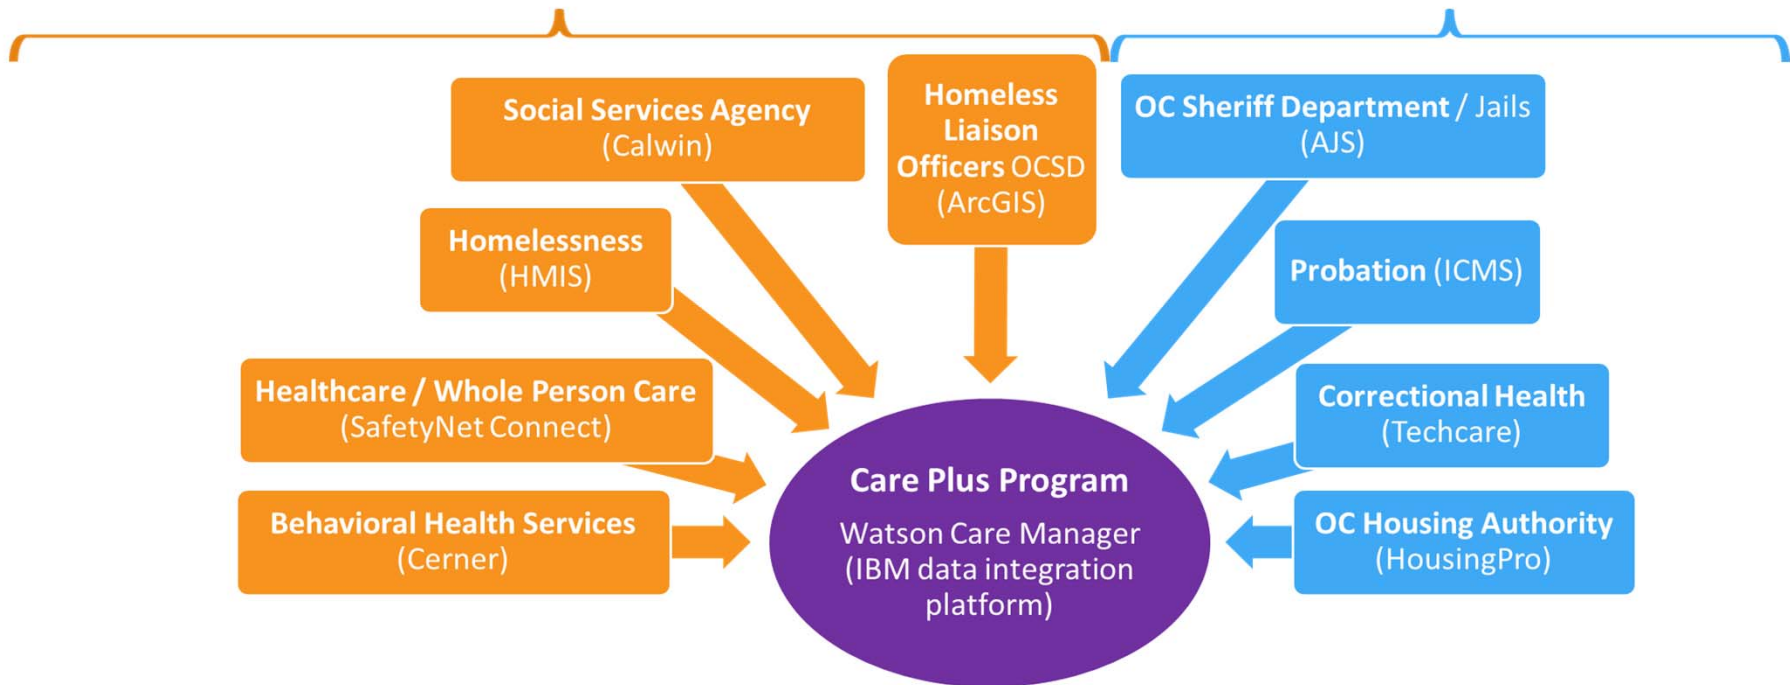 Social Services Agency
(Calwin)
Homeless
Liaison
Officers OCSD
(ArcGIS)
OC Sheriff Department / Jails
(AJS)
Homelessness
(HMIS)
Probation (ICMS)
Healthcare / Whole Person Care
(SafetyNet Connect)
Correctional Health
(Techcare)
Behavioral Health Services
(Cerner)
Care Plus Program
Watson Care Manager
(IBM data integration
platform)
OC Housing Authority
(HousingPro)